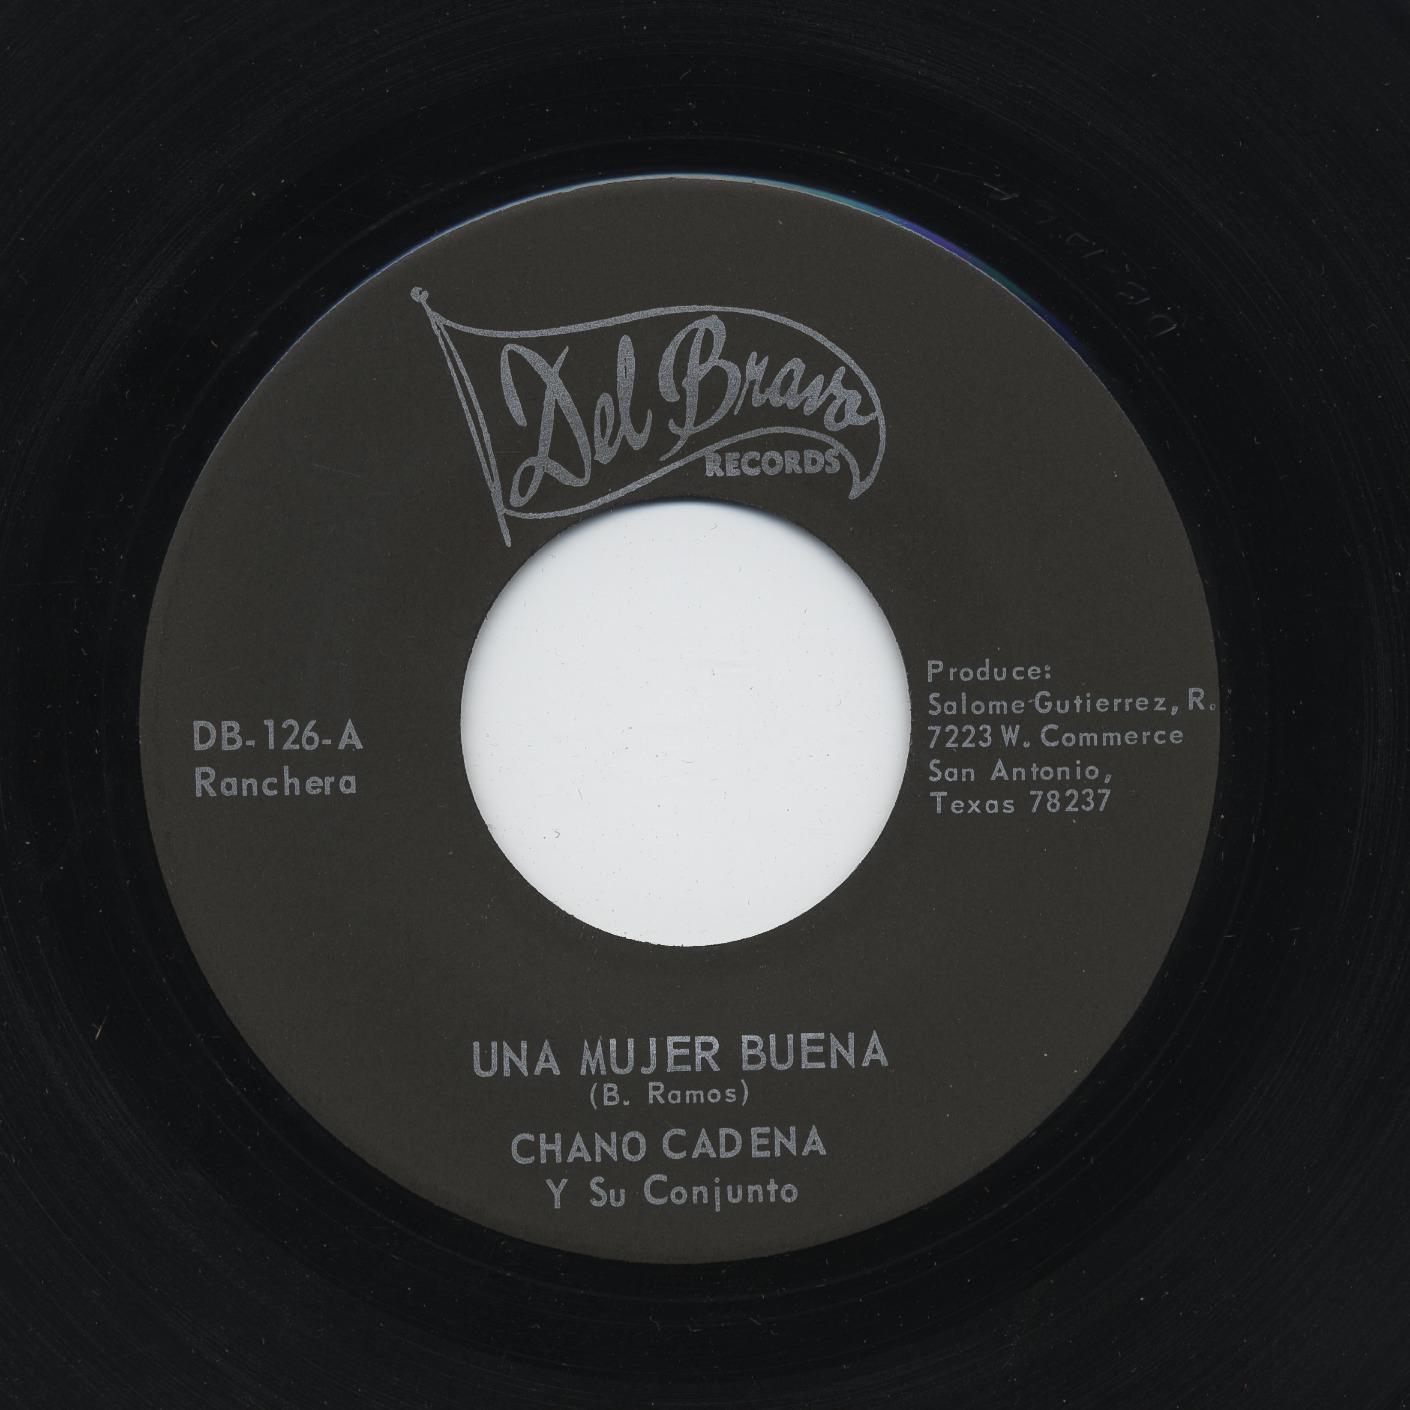 Del Bravo
RECORDS
DB-126-A
Ranchera
Produce:
Salome Gutierrez, R.
7223 W. Commerce
San Antonio,
Texas 78237
UNA MUJER BUENA
(B. Ramos)
CHANO CADENA
Y Su Conjunto